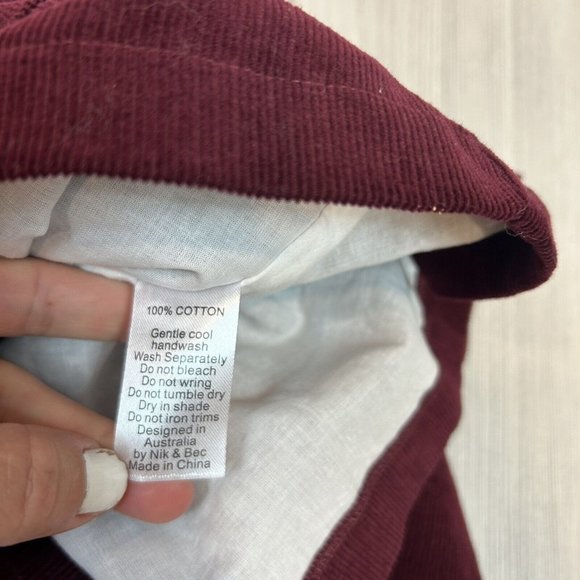 100% COTTON
Gentle cool
handwash
Wash Separately
Do not bleach
Do not wring
Do not tumble dry
Dry in shade
Do not iron trims
Designed in
Australia
by Nik & Bec
Made in China